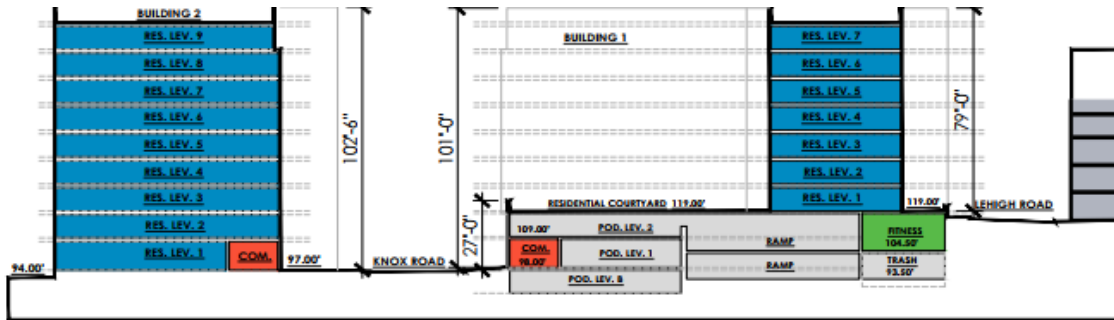 BUILDING 2
RES. LEV. 9
RES. LEV. 8
RES. LEV. 7
RES. LEV. 6
RES. LEV. 5
RES. LEV. 4
RES. LEV. 3
RES. LEV. 2
RES. LEV. 1
COM.
94.00'
97.00'
102'-6"
KNOX ROAD
101'-0"
27'-0"
BUILDING 1
RESIDENTIAL COURTYARD 119.00'
109.00'
POD. LEV. 2
COM.
98.00'
POD. LEV. 1
POD. LEV. B
RAMP
RAMP
RES. LEV. 7
RES. LEV. 6
RES. LEV. 5
RES. LEV. 4
RES. LEV. 3
RES. LEV. 2
RES. LEV. 1
119.00'
FITNESS
104.50'
TRASH
93.50'
79'-0"
LEHIGH ROAD